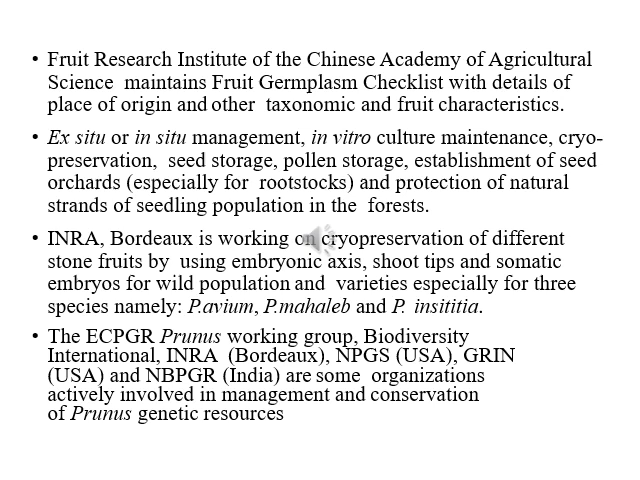 • Fruit Research Institute of the Chinese Academy of Agricultural
Science maintains Fruit Germplasm Checklist with details of
place of origin and other taxonomic and fruit characteristics.
• Ex situ or in situ management, in vitro culture maintenance, cryo-
preservation, seed storage, pollen storage, establishment of seed
orchards (especially for rootstocks) and protection of natural
strands of seedling population in the forests.
• INRA, Bordeaux is working on cryopreservation of different
stone fruits by using embryonic axis, shoot tips and somatic
embryos for wild population and varieties especially for three
species namely: P.avium, P.mahaleb and P. insititia.
• The ECPGR Prunus working group, Biodiversity
International, INRA (Bordeaux), NPGS (USA), GRIN
(USA) and NBPGR (India) are some organizations
actively involved in management and conservation
of Prunus genetic resources